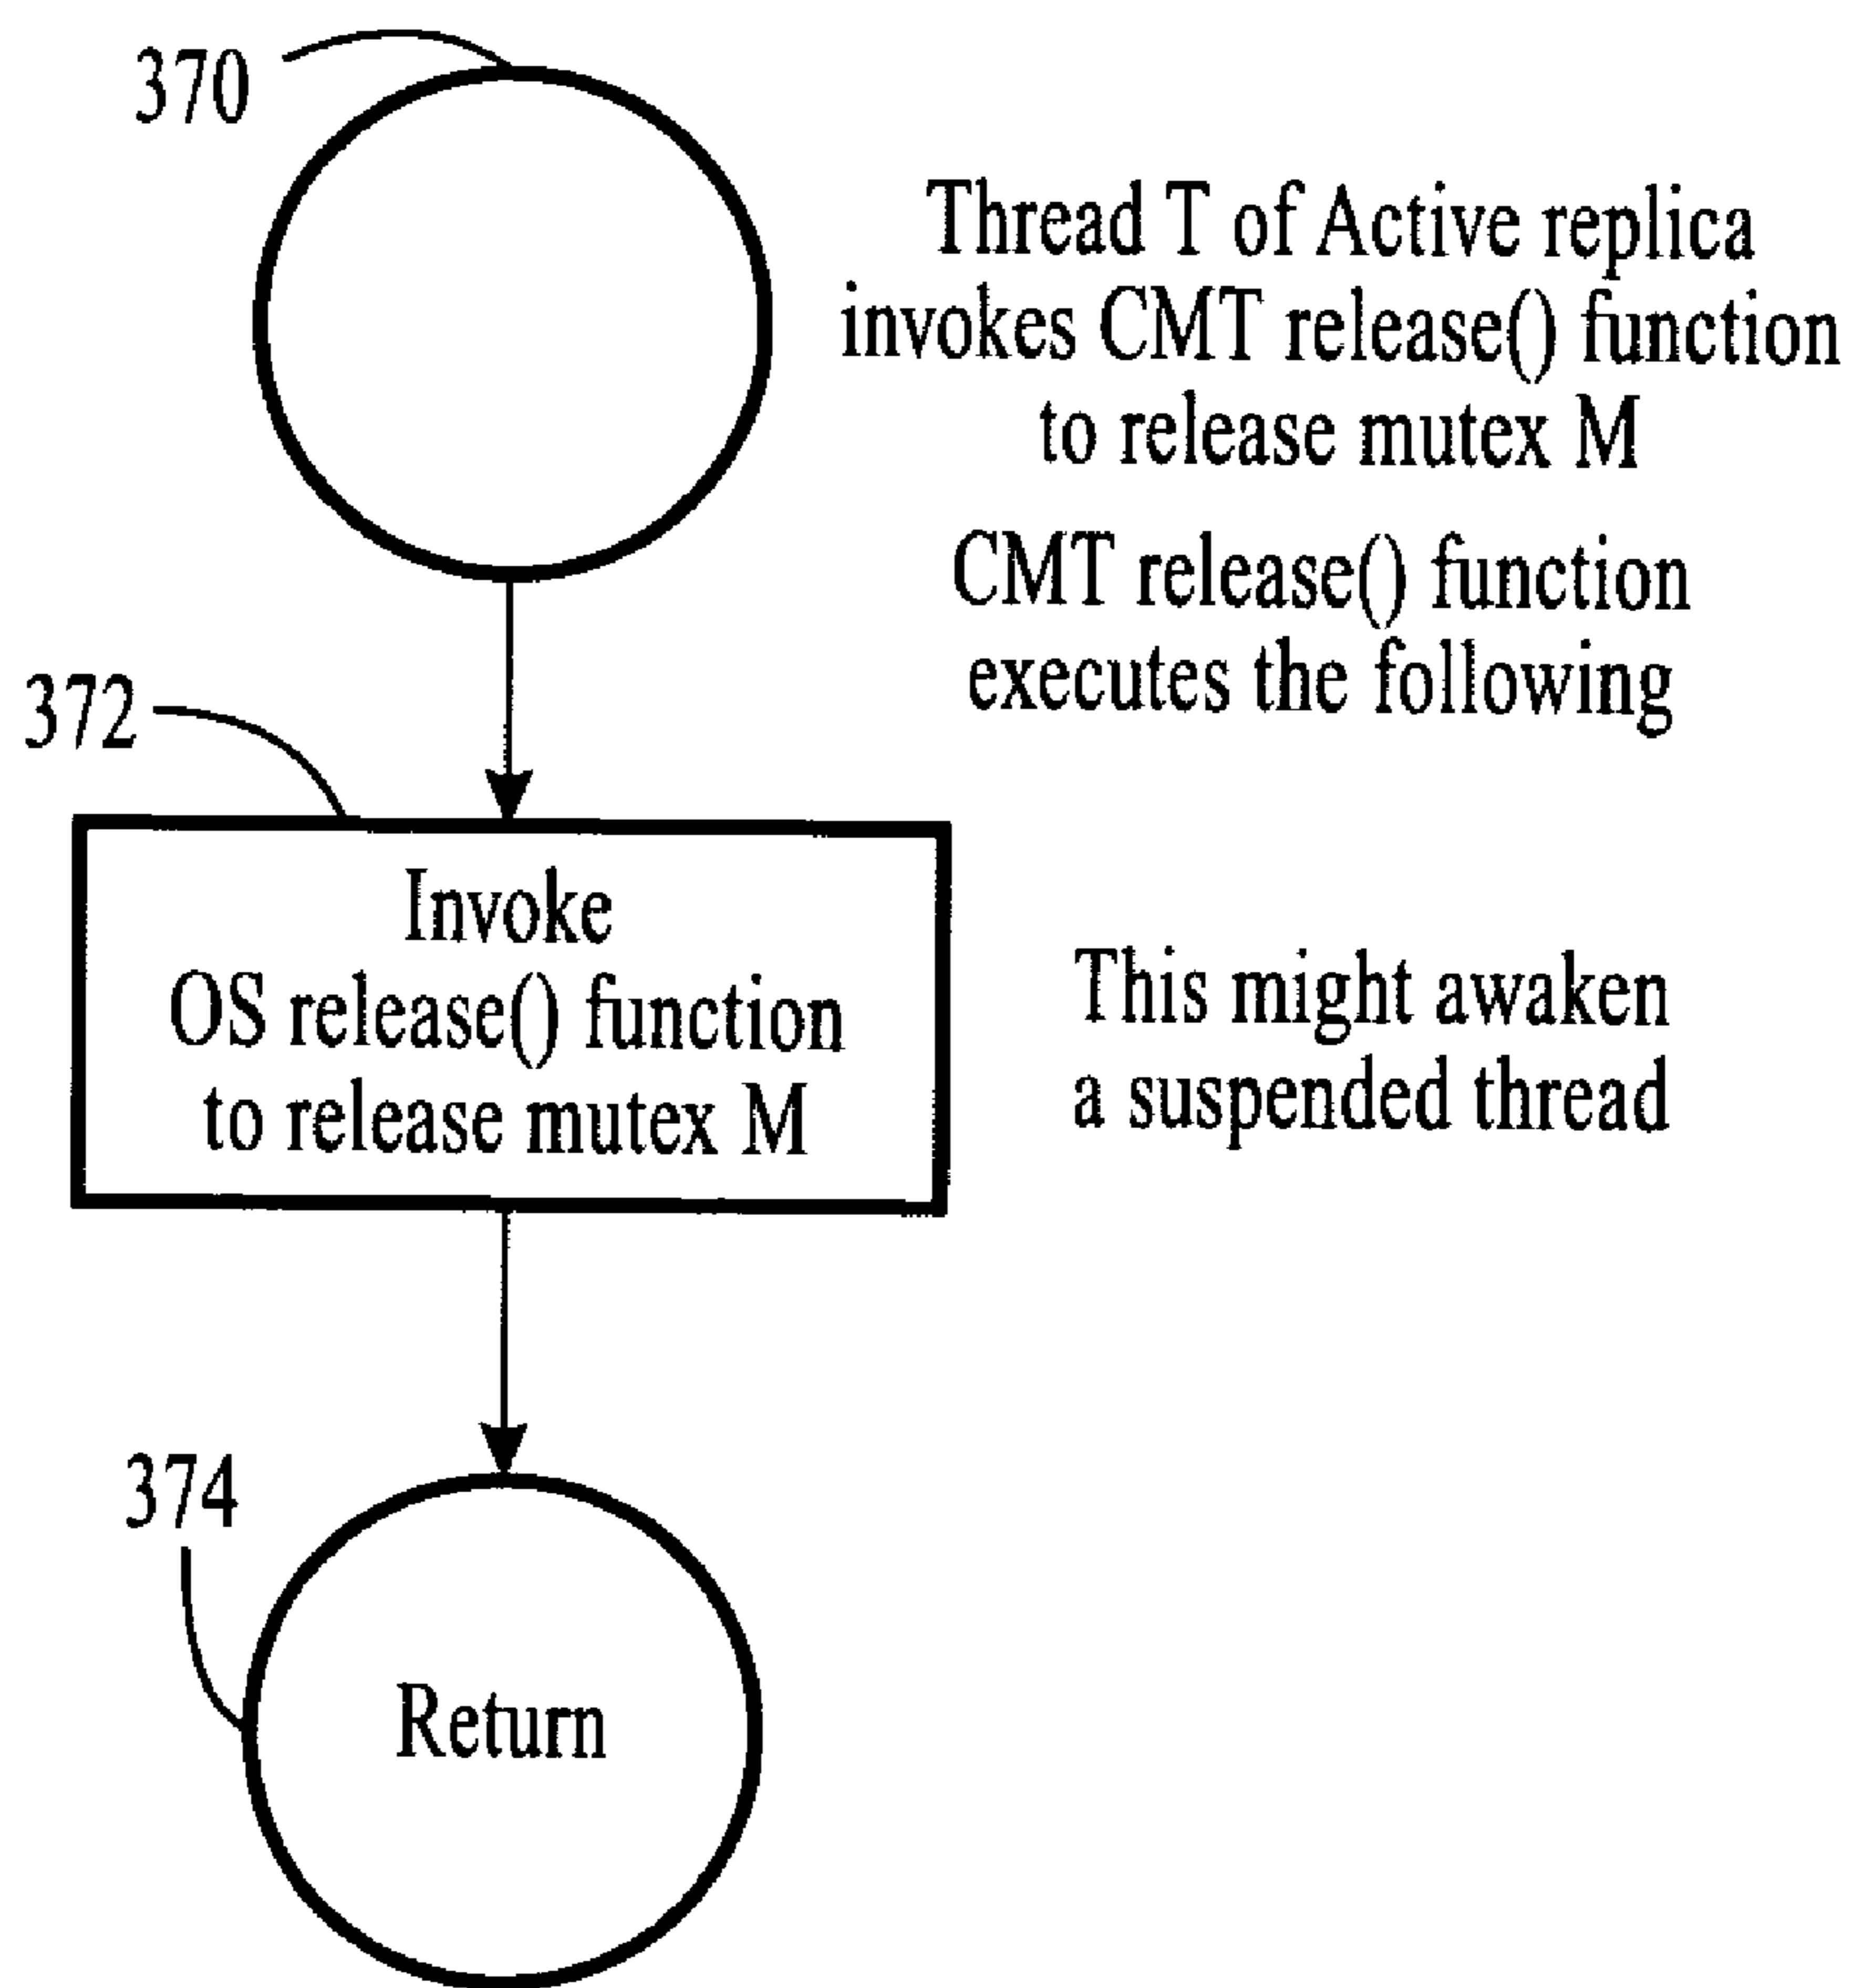 370
Thread T of Active replica
invokes CMT release() function
to release mutex M
CMT release() function
executes the following
372
Invoke
OS release() function
to release mutex M
This might awaken
a suspended thread
374
Return